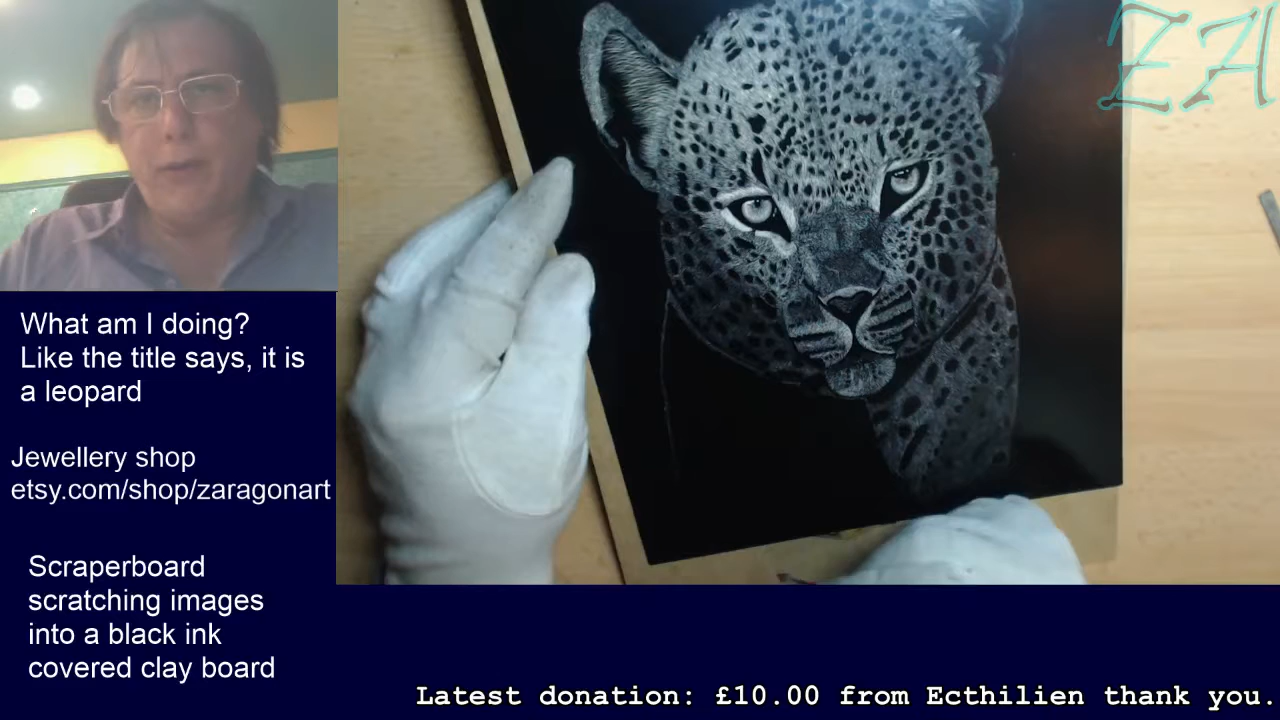 ZA
What am I doing?
Like the title says, it is
a leopard
Jewellery shop
etsy.com/shop/zaragonart
Scraperboard
scratching images
into a black ink
covered clay board
Latest donation: £10.00 from Ecthilien thank you.